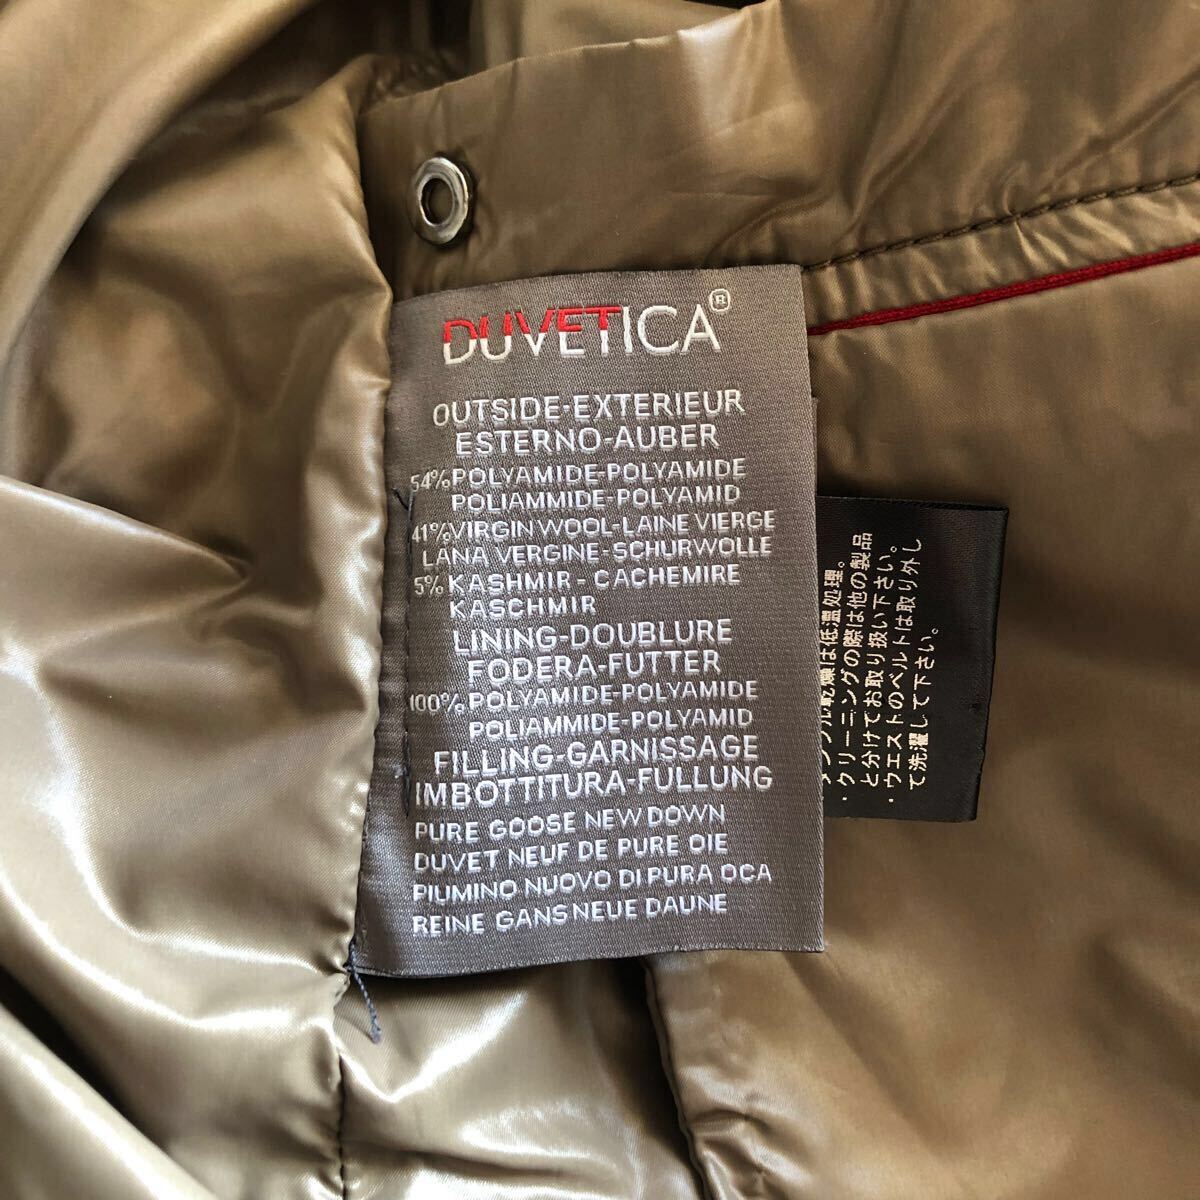 DUVETICA®
OUTSIDE-EXTERIEUR
ESTERNO-AUBER
54% POLYAMIDE-POLYAMIDE
POLIAMMIDE-POLYAMID
41% VIRGIN WOOL-LAINE VIERGE
LANA VERGINE-SCHURWOLLE
5% KASHMIR - CACHEMIRE
KASCHMIR
LINING-DOUBLURE
FODERA-FUTTER
100% POLYAMIDE-POLYAMIDE
POLIAMMIDE-POLYAMID
FILLING-GARNISSAGE
IMBOTTITURA-FULLUNG
PURE GOOSE NEW DOWN
DUVET NEUF DE PURE OIE
PIUMINO NUOVO DI PURA OCA
REINE GANS NEUE DAUNE
は低温処理。
・クリーニングの際は他の製品
と分けてお取り扱い下さい。
・ウエストのベルトは取り外し
て洗濯して下さい。